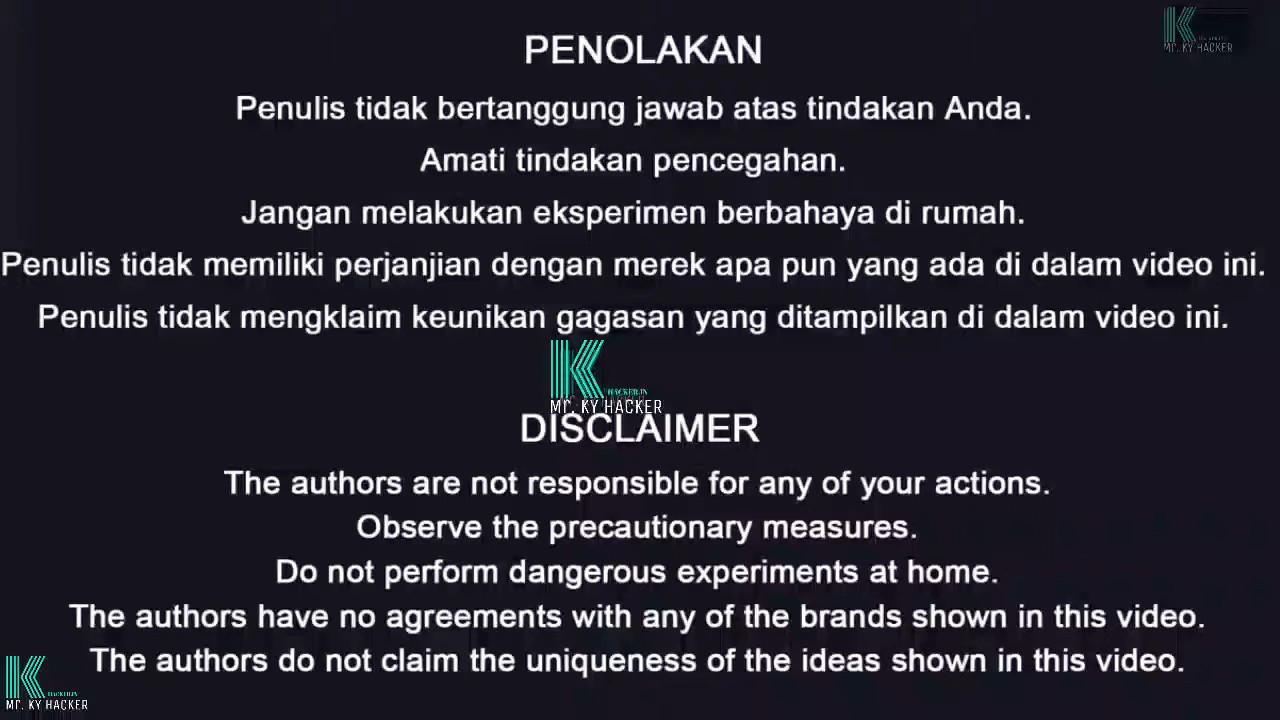 MR. KY HACKER
PENOLAKAN
Penulis tidak bertanggung jawab atas tindakan Anda.
Amati tindakan pencegahan.
Jangan melakukan eksperimen berbahaya di rumah.
Penulis tidak memiliki perjanjian dengan merek apa pun yang ada di dalam video ini.
Penulis tidak mengklaim keunikan gagasan yang ditampilkan di dalam video ini.
K
HACKER.IN
MR. KY HACKER
DISCLAIMER
The authors are not responsible for any of your actions.
Observe the precautionary measures.
Do not perform dangerous experiments at home.
The authors have no agreements with any of the brands shown in this video.
The authors do not claim the uniqueness of the ideas shown in this video.
K
HACKER.IN
MR. KY HACKER